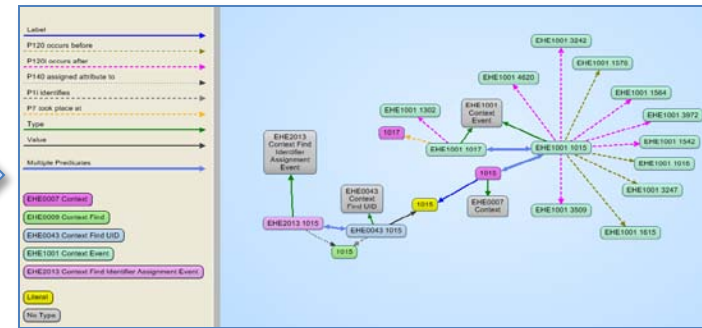 Label
P120 occurs before
P120i occurs after
P140 assigned attribute to
P1i identifies
P7 took place at
Type
Value
Multiple Predicates
EHE0007 Context
EHE0009 Context Find
EHE0043 Context Find UID
EHE1001 Context Event
EHE2013 Context Find Identifier Assignment Event
Literal
No Type
EHE1001 3242
EHE1001 1576
EHE1001 4620
EHE1001 1564
EHE1001
Context
Event
EHE1001 1302
EHE1001 3972
1017
EHE2013
Context Find
Identifier
Assignment
Event
EHE1001 1017
EHE1001 1015
EHE1001 1542
EHE1001 1016
1015
EHE0043
Context
Find UID
EHE1001 3247
1015
EHE0007
Context
EHE1001 3509
EHE2013 1015
EHE0043 1015
EHE1001 1615
1015